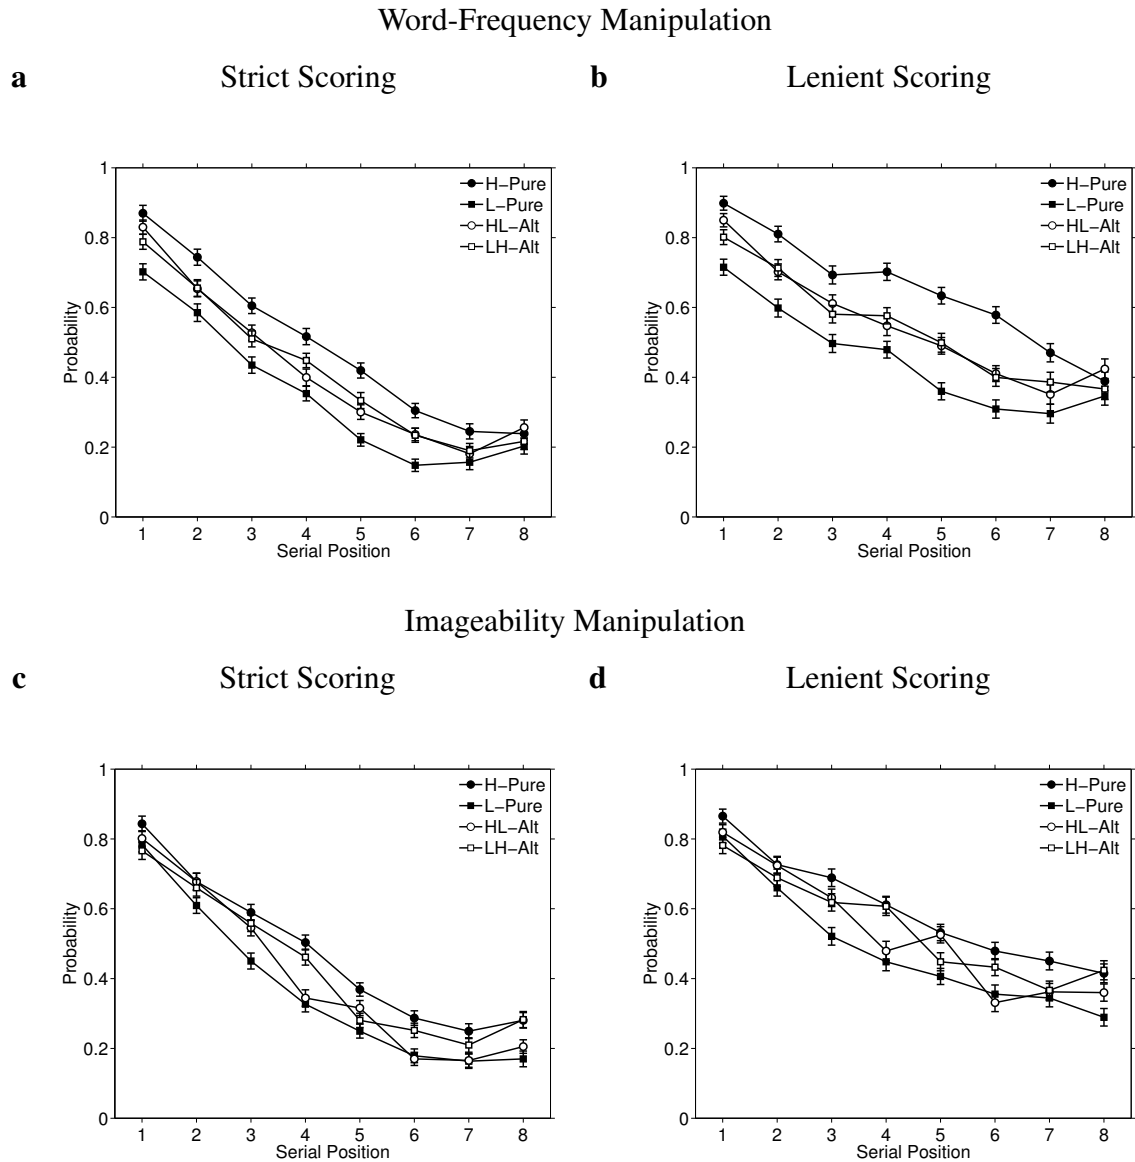 Word-Frequency Manipulation
a Strict Scoring
b Lenient Scoring
1
0.8
0.6
0.4
0.2
0
Probability
H−Pure
L−Pure
HL−Alt
LH−Alt
1 2 3 4 5 6 7 8
Serial Position
1
0.8
0.6
0.4
0.2
0
Probability
H−Pure
L−Pure
HL−Alt
LH−Alt
1 2 3 4 5 6 7 8
Serial Position
Imageability Manipulation
c Strict Scoring
d Lenient Scoring
1
0.8
0.6
0.4
0.2
0
Probability
H−Pure
L−Pure
HL−Alt
LH−Alt
1 2 3 4 5 6 7 8
Serial Position
1
0.8
0.6
0.4
0.2
0
Probability
H−Pure
L−Pure
HL−Alt
LH−Alt
1 2 3 4 5 6 7 8
Serial Position